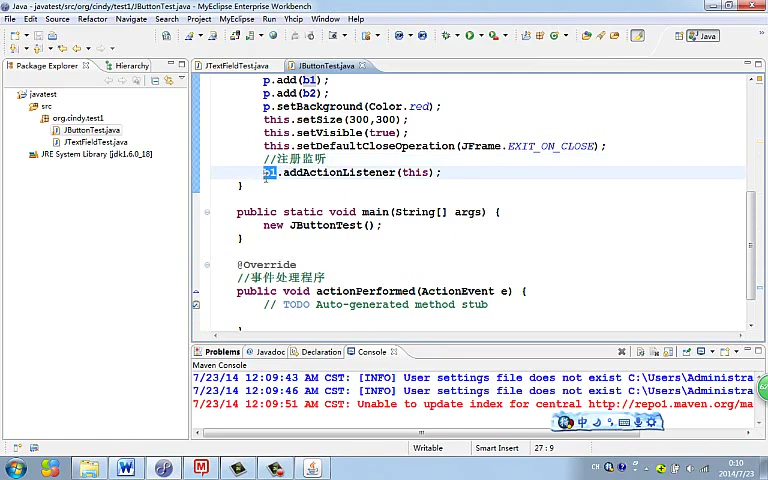 Java - javatest/src/org/cindy/test1/JButtonTest.java - MyEclipse Enterprise Workbench
File Edit Source Refactor Navigate Search Project MyEclipse Run Yhcip Window Help
Java
Package Explorer Hierarchy
javatest
src
org.cindy.test1
JButtonTest.java
JTextFieldTest.java
JRE System Library [jdk1.6.0_18]
JTextFieldTest.java JButtonTest.java
p.add(b1);
p.add(b2);
p.setBackground(Color.red);
this.setSize(300,300);
this.setVisible(true);
this.setDefaultCloseOperation(JFrame.EXIT_ON_CLOSE);
//注册监听
b1.addActionListener(this);
}
public static void main(String[] args) {
new JButtonTest();
}
@Override
//事件处理程序
public void actionPerformed(ActionEvent e) {
// TODO Auto-generated method stub
Problems Javadoc Declaration Console
Maven Console
7/23/14 12:09:43 AM CST: [INFO] User settings file does not exist C:\Users\Administra
7/23/14 12:09:46 AM CST: [INFO] User settings file does not exist C:\Users\Administra
7/23/14 12:09:51 AM CST: Unable to update index for central http://repo1.maven.org/ma
中
Writable Smart Insert 27 : 9
CH 0:10
2014/7/23